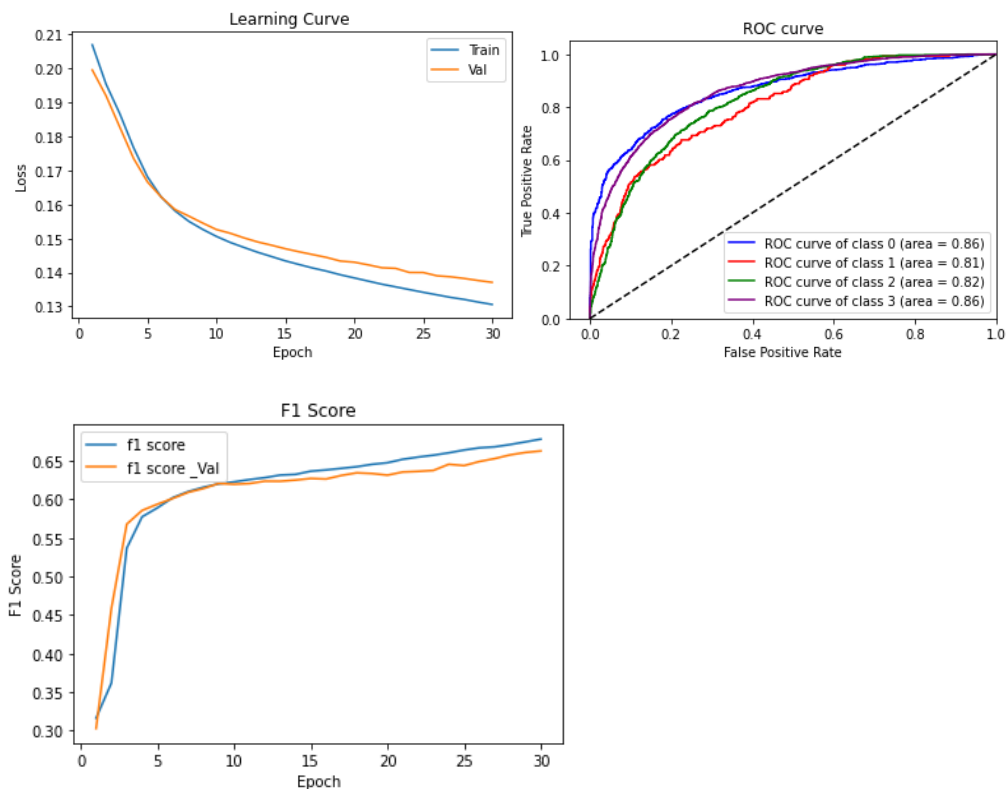 Learning Curve
0.21
0.20
0.19
0.18
0.17
0.16
0.15
0.14
0.13
Loss
Train
Val
0 5 10 15 20 25 30
Epoch
ROC curve
1.0
0.8
0.6
0.4
0.2
0.0
True Positive Rate
ROC curve of class 0 (area = 0.86)
ROC curve of class 1 (area = 0.81)
ROC curve of class 2 (area = 0.82)
ROC curve of class 3 (area = 0.86)
0.0 0.2 0.4 0.6 0.8 1.0
False Positive Rate
F1 Score
f1 score
f1 score _Val
0.65
0.60
0.55
0.50
0.45
0.40
0.35
0.30
F1 Score
0 5 10 15 20 25 30
Epoch